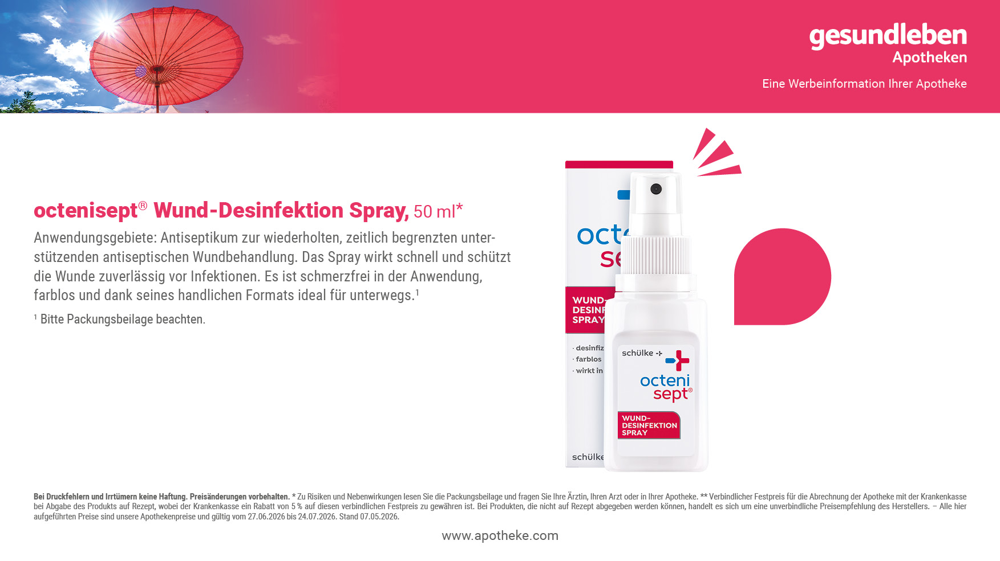 gesundleben
Apotheken
Eine Werbeinformation Ihrer Apotheke
octenisept® Wund-Desinfektion Spray, 50 ml*
Anwendungsgebiete: Antiseptikum zur wiederholten, zeitlich begrenzten unter-
stützenden antiseptischen Wundbehandlung. Das Spray wirkt schnell und schützt
die Wunde zuverlässig vor Infektionen. Es ist schmerzfrei in der Anwendung,
farblos und dank seines handlichen Formats ideal für unterwegs.¹
¹ Bitte Packungsbeilage beachten.
octe
se
WUND-
DESINF
SPRAY
· desinfiz
· farblos
· wirkt in
schülke
schülke
octeni
sept®
WUND-
DESINFEKTION
SPRAY
Bei Druckfehlern und Irrtümern keine Haftung. Preisänderungen vorbehalten. * Zu Risiken und Nebenwirkungen lesen Sie die Packungsbeilage und fragen Sie Ihre Ärztin, Ihren Arzt oder in Ihrer Apotheke. ** Verbindlicher Festpreis für die Abrechnung der Apotheke mit der Krankenkasse
bei Abgabe des Produkts auf Rezept, wobei der Krankenkasse ein Rabatt von 5 % auf diesen verbindlichen Festpreis zu gewähren ist. Bei Produkten, die nicht auf Rezept abgegeben werden können, handelt es sich um eine unverbindliche Preisempfehlung des Herstellers. – Alle hier
aufgeführten Preise sind unsere Apothekenpreise und gültig vom 27.06.2026 bis 24.07.2026. Stand 07.05.2026.
www.apotheke.com